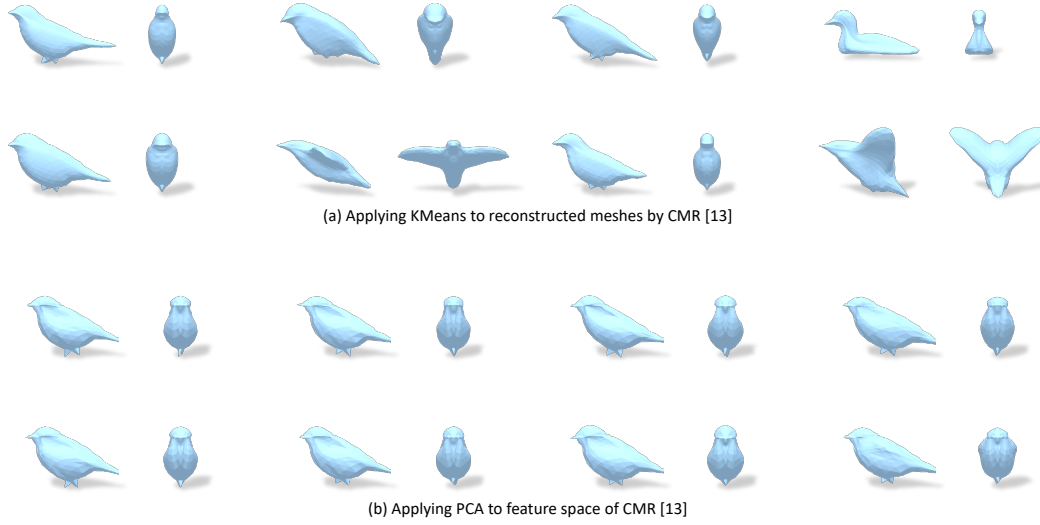 (a) Applying KMeans to reconstructed meshes by CMR [13]
(b) Applying PCA to feature space of CMR [13]